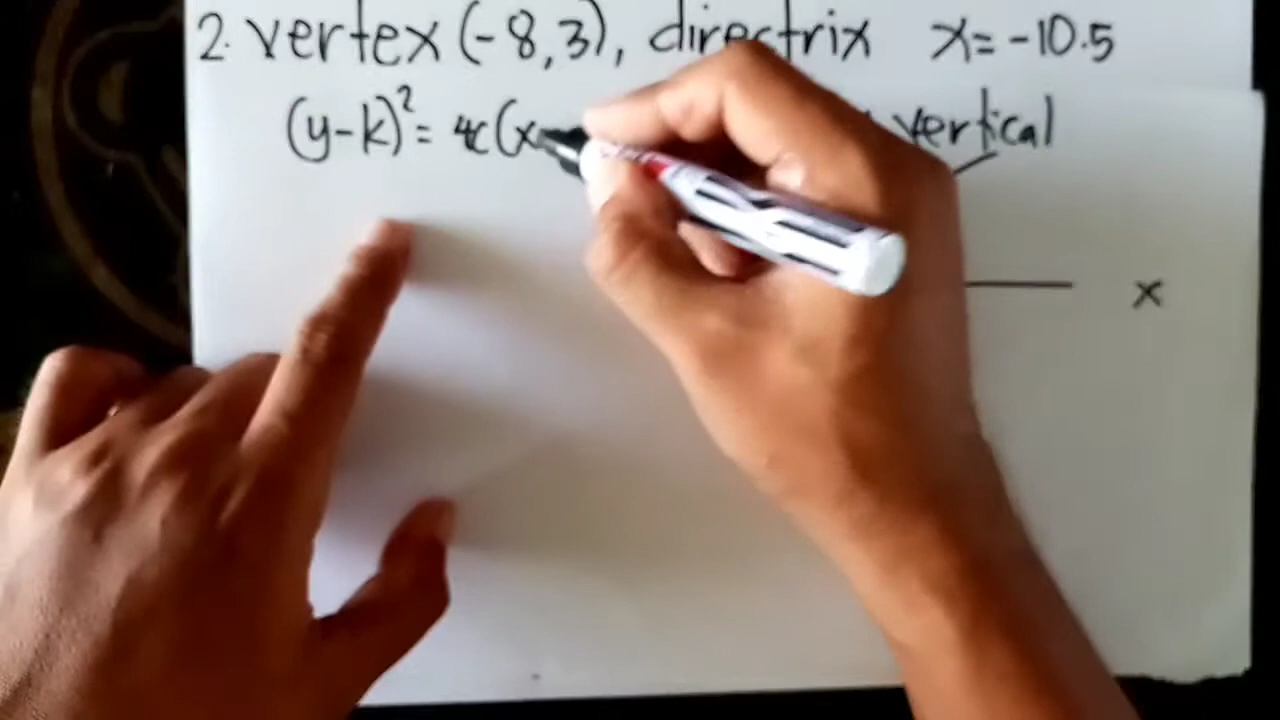 2. vertex (-8,3), directrix x = -10.5
(y-k)² = 4c(x vertical
x